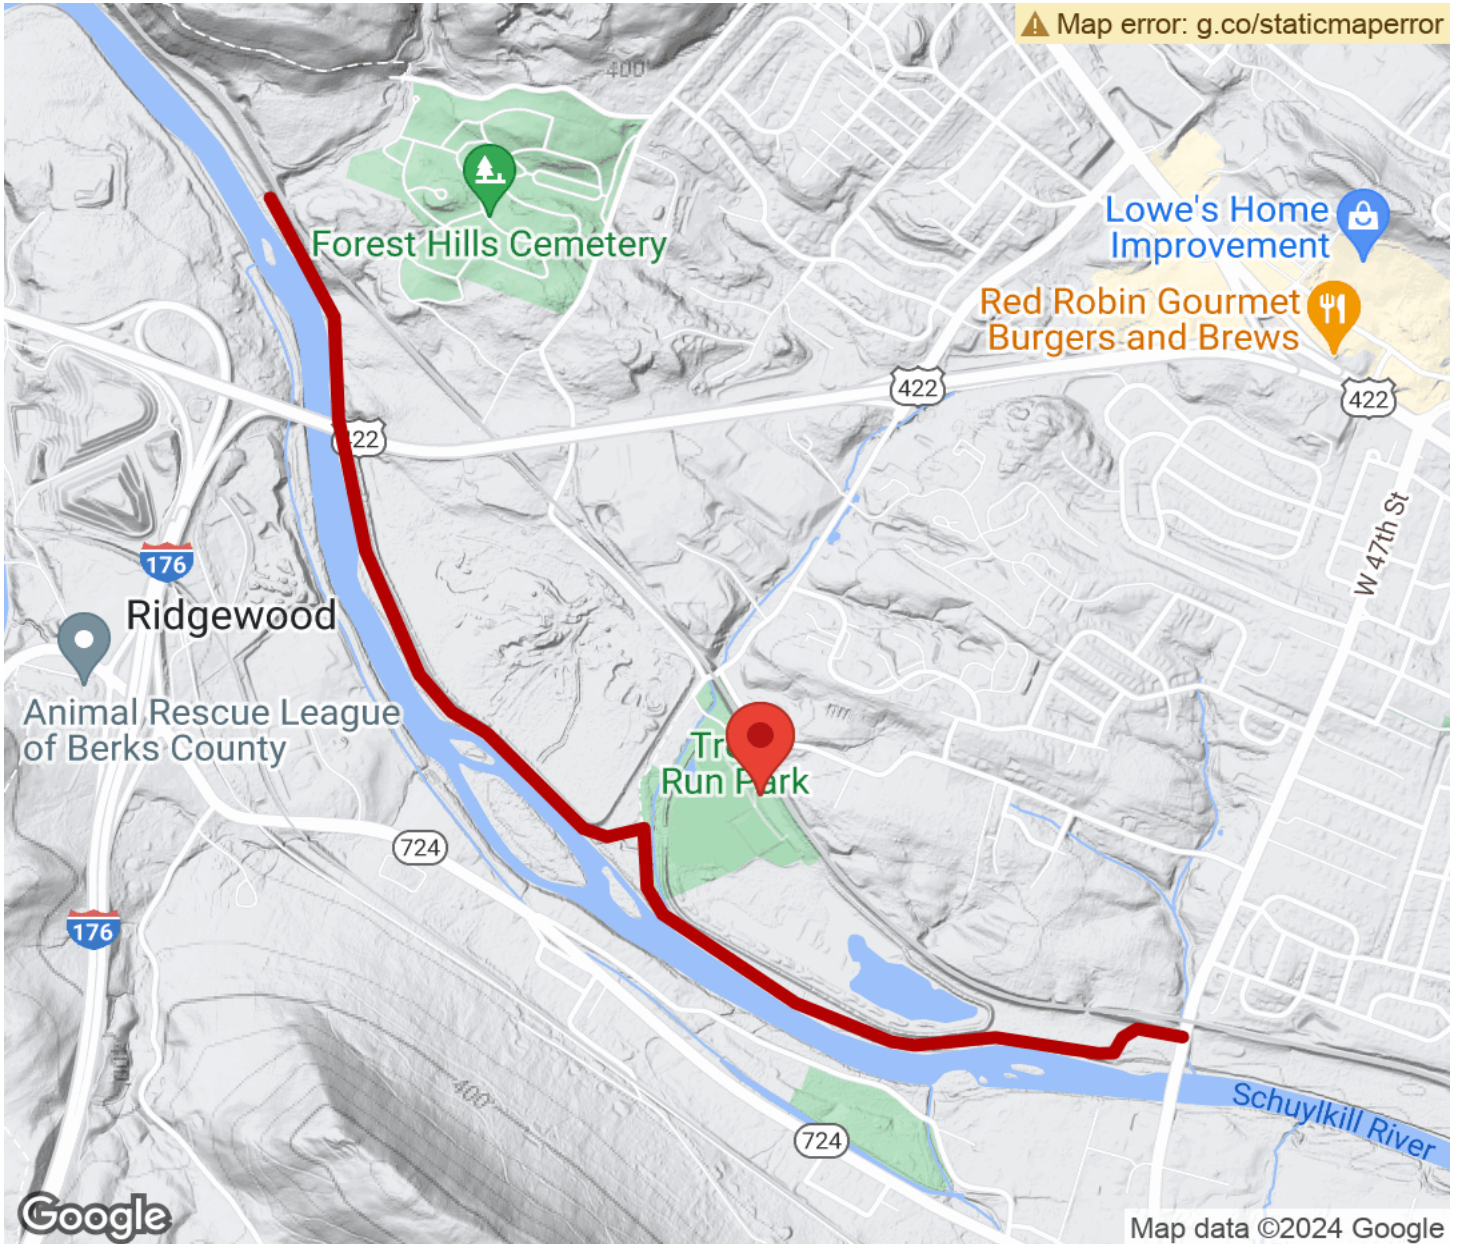 Map error: g.co/staticmaperror
400'
Forest Hills Cemetery
Lowe's Home
Improvement
Red Robin Gourmet
Burgers and Brews
422
422
W 47th St
176
Ridgewood
Animal Rescue League
of Berks County
Run Park
724
176
400'
724
Schuylkill River
Google
Map data ©2024 Google